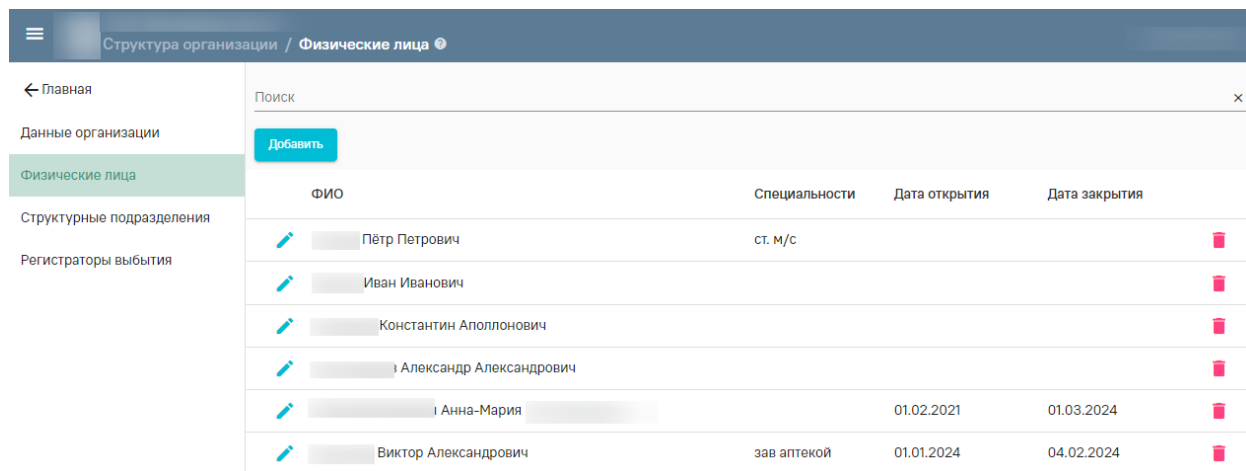 Структура организации / Физические лица
Главная
Данные организации
Физические лица
Структурные подразделения
Регистраторы выбытия
Поиск
Добавить
ФИО Специальности Дата открытия Дата закрытия
Пётр Петрович ст. м/с
Иван Иванович
Константин Аполлонович
Александр Александрович
Анна-Мария 01.02.2021 01.03.2024
Виктор Александрович зав аптекой 01.01.2024 04.02.2024